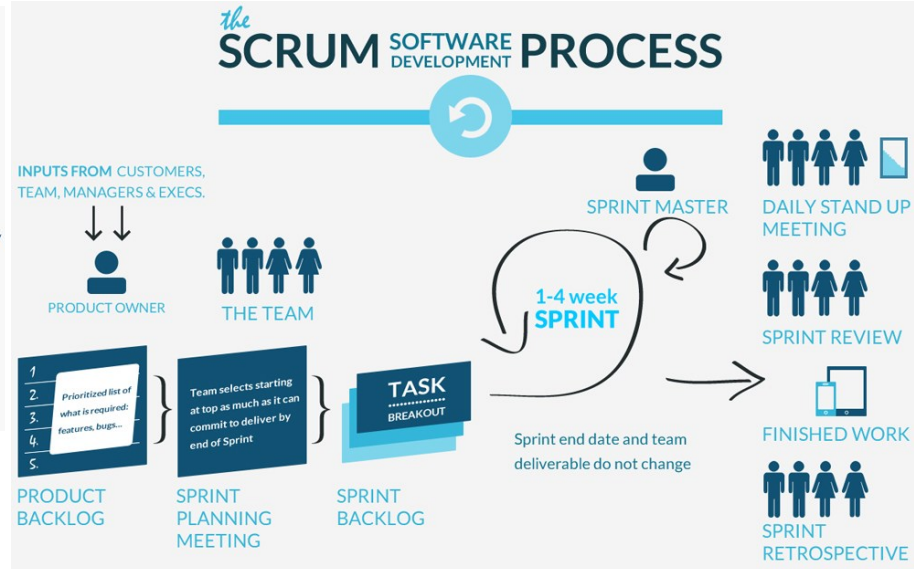 the
SCRUM SOFTWARE DEVELOPMENT PROCESS
INPUTS FROM CUSTOMERS,
TEAM, MANAGERS & EXECS.
PRODUCT OWNER
THE TEAM
1
2.
3.
4.
5.
Prioritized list of
what is required:
features, bugs...
PRODUCT
BACKLOG
Team selects starting
at top as much as it can
commit to deliver by
end of Sprint
SPRINT
PLANNING
MEETING
TASK
BREAKOUT
SPRINT
BACKLOG
1-4 week
SPRINT
SPRINT MASTER
Sprint end date and team
deliverable do not change
DAILY STAND UP
MEETING
SPRINT REVIEW
FINISHED WORK
SPRINT
RETROSPECTIVE